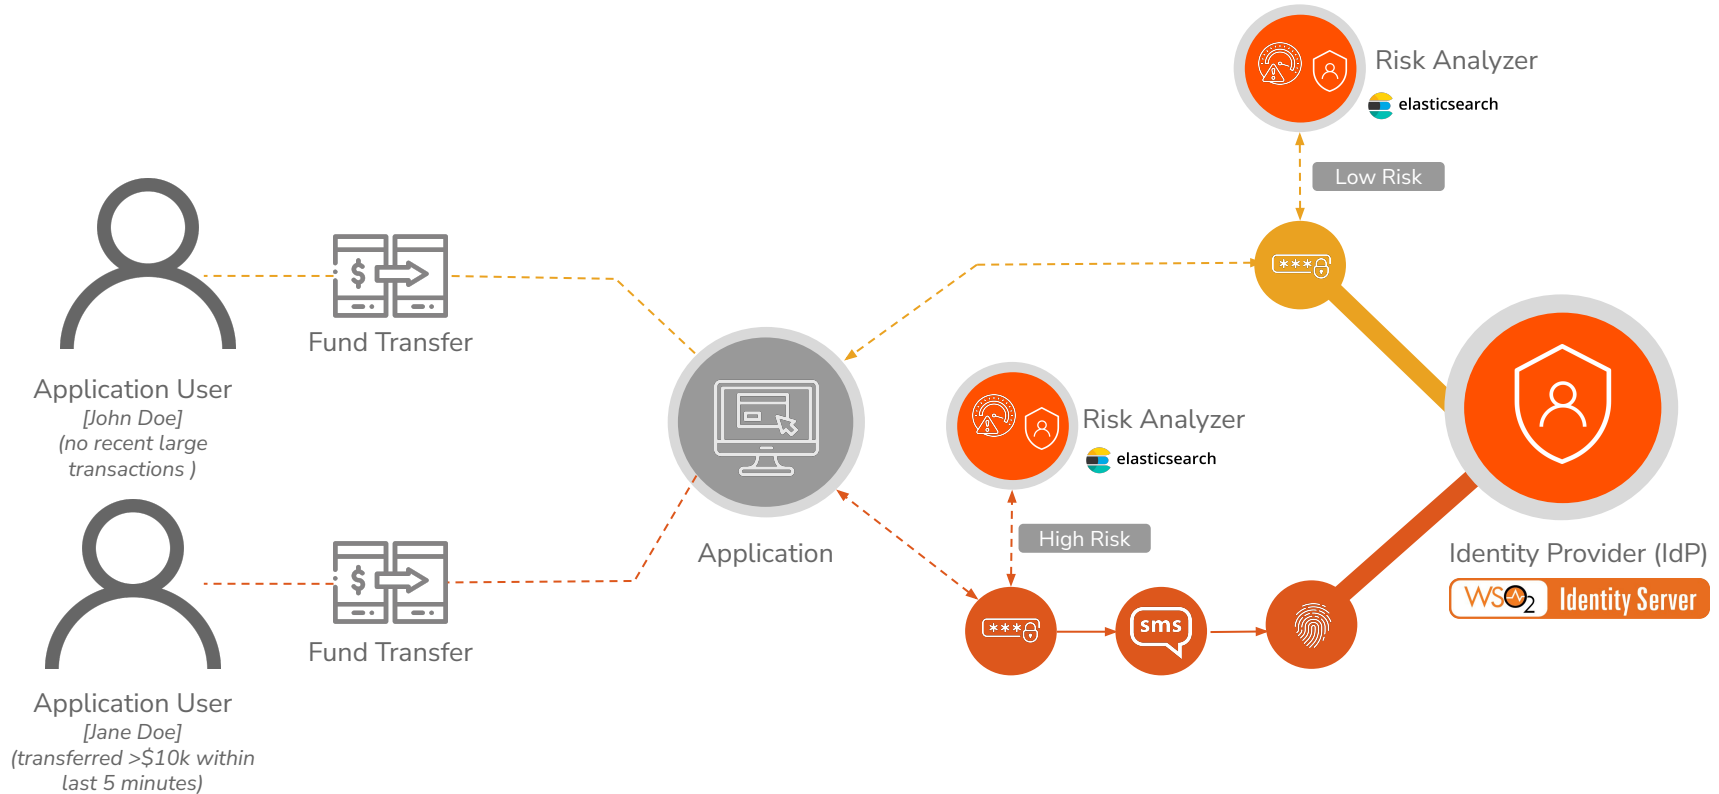 Risk Analyzer
elasticsearch
Low Risk
***
Fund Transfer
Application User
[John Doe]
(no recent large
transactions )
Risk Analyzer
elasticsearch
High Risk
Application
***
sms
Identity Provider (IdP)
WSO2 Identity Server
$
$
Fund Transfer
Application User
[Jane Doe]
(transferred >$10k within
last 5 minutes)